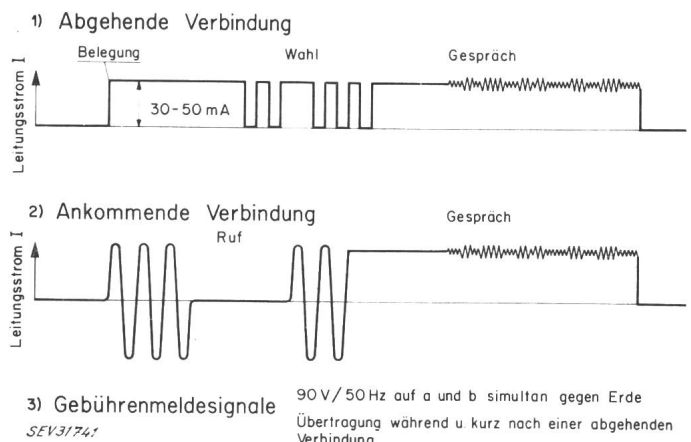 1) Abgehende Verbindung
Belegung
Wahl
Gespräch
Leitungsstrom I
30-50 mA
2) Ankommende Verbindung
Ruf
Gespräch
Leitungsstrom I
3) Gebührenmeldesignale
90 V/50 Hz auf a und b simultan gegen Erde
Übertragung während u. kurz nach einer abgehenden
Verbindung
SEV31741